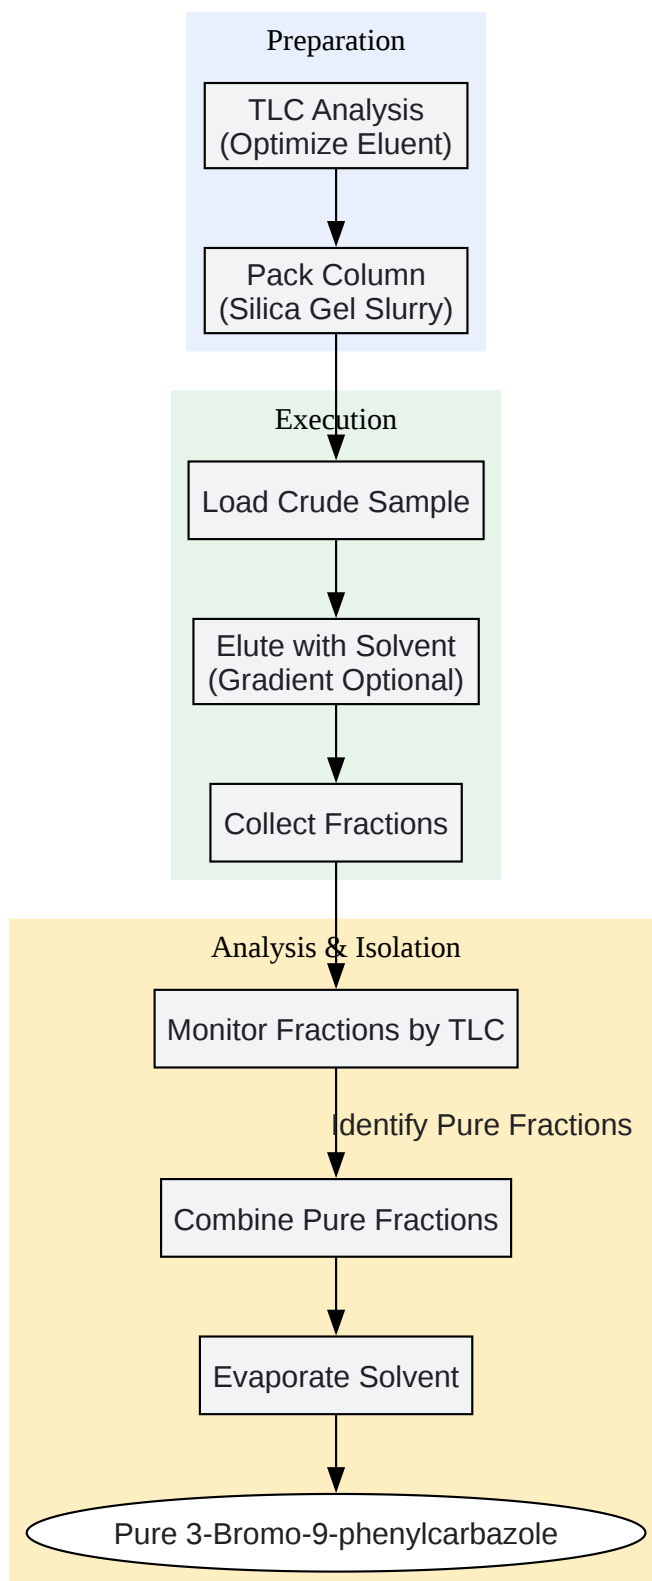 Preparation
TLC Analysis
(Optimize Eluent)
Pack Column
(Silica Gel Slurry)
Execution
Load Crude Sample
Elute with Solvent
(Gradient Optional)
Collect Fractions
Analysis & Isolation
Monitor Fractions by TLC
Identify Pure Fractions
Combine Pure Fractions
Evaporate Solvent
Pure 3-Bromo-9-phenylcarbazole